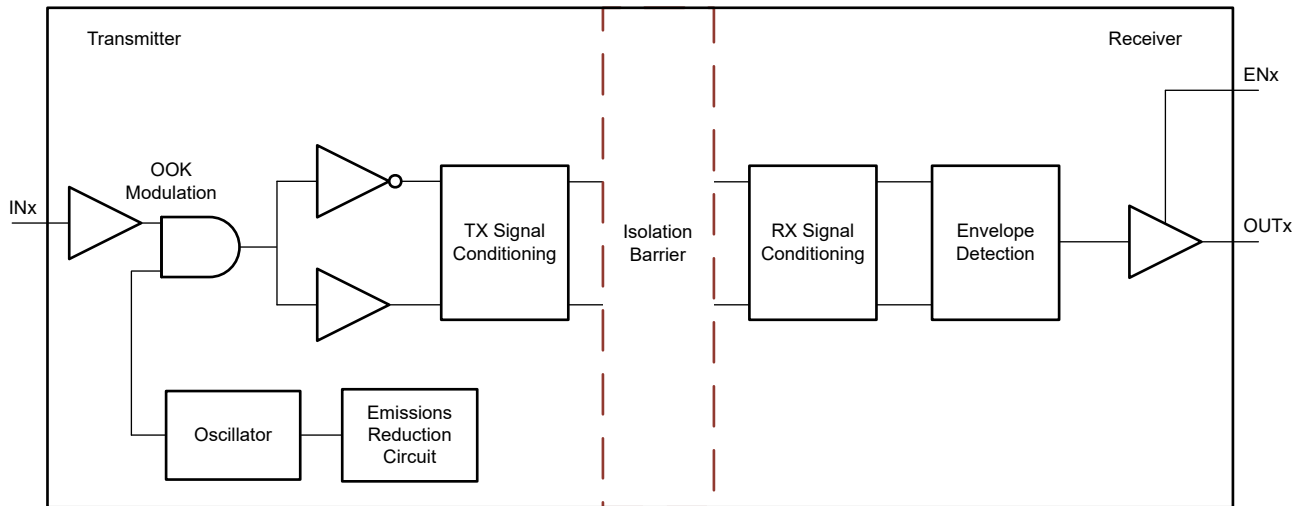 Transmitter
Receiver
ENx
OOK
Modulation
INx
TX Signal
Conditioning
Isolation
Barrier
RX Signal
Conditioning
Envelope
Detection
OUTx
Oscillator
Emissions
Reduction
Circuit